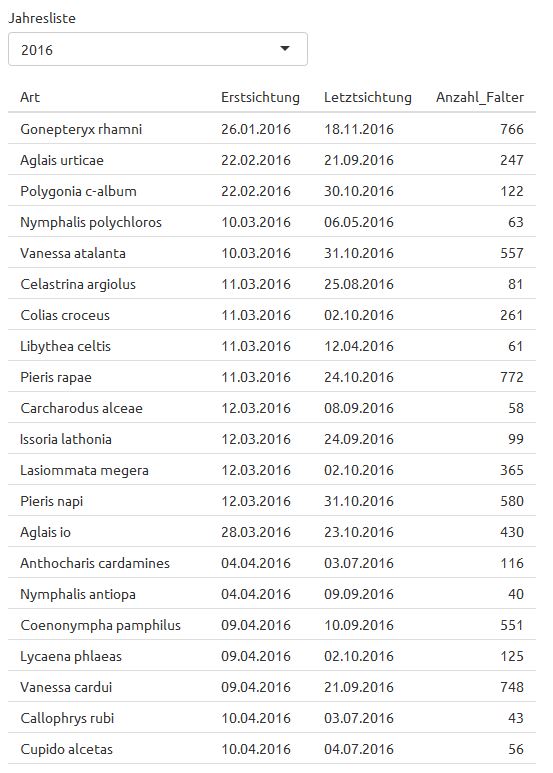 Jahresliste
2016
Art Erstsichtung Letztsichtung Anzahl_Falter
Gonepteryx rhamni 26.01.2016 18.11.2016 766
Aglais urticae 22.02.2016 21.09.2016 247
Polygonia c-album 22.02.2016 30.10.2016 122
Nymphalis polychloros 10.03.2016 06.05.2016 63
Vanessa atalanta 10.03.2016 31.10.2016 557
Celastrina argiolus 11.03.2016 25.08.2016 81
Colias croceus 11.03.2016 02.10.2016 261
Libythea celtis 11.03.2016 12.04.2016 61
Pieris rapae 11.03.2016 24.10.2016 772
Carcharodus alceae 12.03.2016 08.09.2016 58
Issoria lathonia 12.03.2016 24.09.2016 99
Lasiommata megera 12.03.2016 02.10.2016 365
Pieris napi 12.03.2016 31.10.2016 580
Aglais io 28.03.2016 23.10.2016 430
Anthocharis cardamines 04.04.2016 03.07.2016 116
Nymphalis antiopa 04.04.2016 09.09.2016 40
Coenonympha pamphilus 09.04.2016 10.09.2016 551
Lycaena phlaeas 09.04.2016 02.10.2016 125
Vanessa cardui 09.04.2016 21.09.2016 748
Callophrys rubi 10.04.2016 03.07.2016 43
Cupido alcetas 10.04.2016 04.07.2016 56